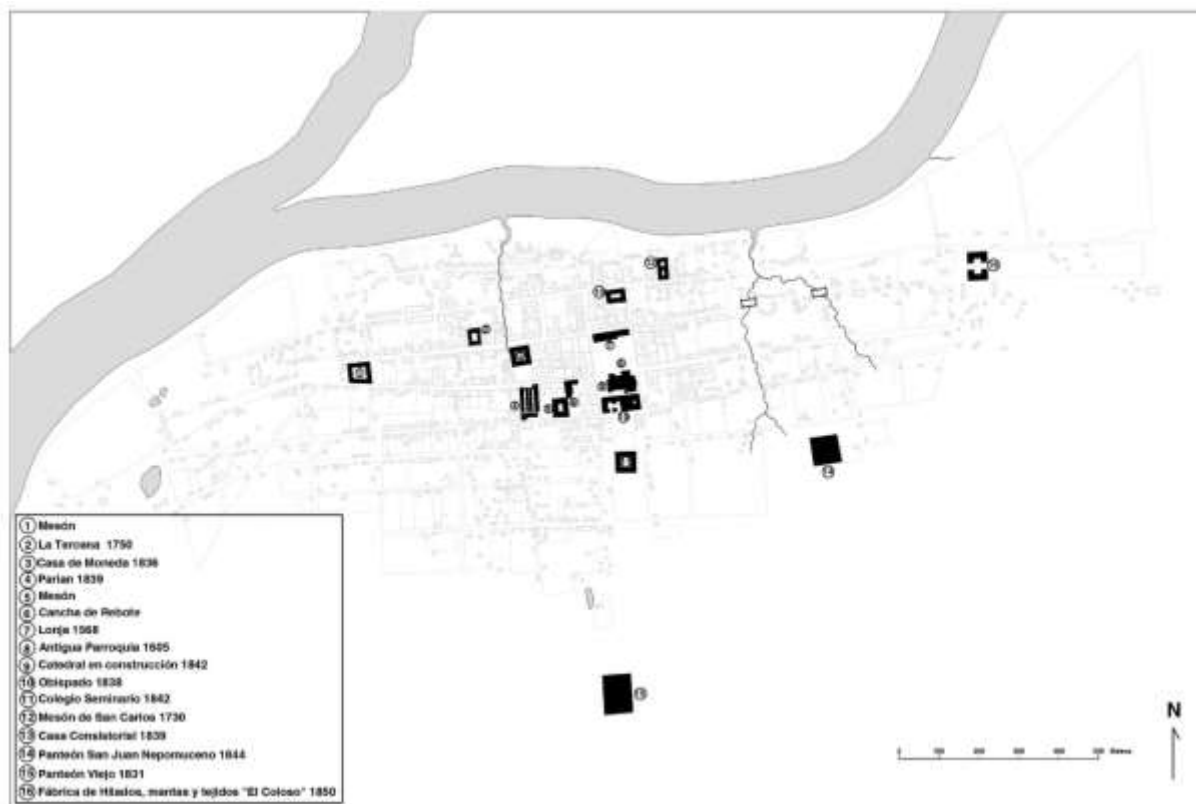 ① Mesón
② La Tercena 1750
③ Casa de Moneda 1836
④ Parian 1839
⑤ Mesón
⑥ Cancha de Rebote
⑦ Lonja 1568
⑧ Antigua Parroquia 1605
⑨ Catedral en construcción 1842
⑩ Obispado 1838
⑪ Colegio Seminario 1842
⑫ Mesón de San Carlos 1730
⑬ Casa Consistorial 1839
⑭ Panteón San Juan Nepomuceno 1844
⑮ Panteón Viejo 1831
⑯ Fábrica de Hilados, mantas y tejidos "El Coloso" 1850
⑭
N